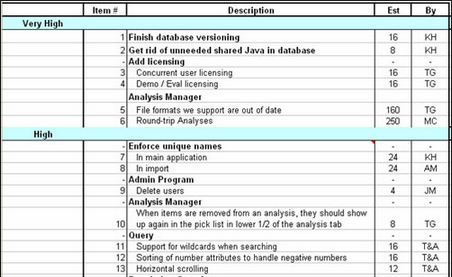 Item # Description Est By
Very High
1 Finish database versioning 16 KH
2 Get rid of unneeded shared Java in database 8 KH
- Add licensing - -
3 Concurrent user licensing 16 TG
4 Demo / Eval licensing 16 TG
Analysis Manager
5 File formats we support are out of date 160 TG
6 Round-trip Analyses 250 MC
High
- Enforce unique names - -
7 In main application 24 KH
8 In import 24 AM
- Admin Program - -
9 Delete users 4 JM
- Analysis Manager - -
When items are removed from an analysis, they should show
10 up again in the pick list in lower 1/2 of the analysis tab 8 TG
- Query - -
11 Support for wildcards when searching 16 T&A
12 Sorting of number attributes to handle negative numbers 16 T&A
13 Horizontal scrolling 12 T&A